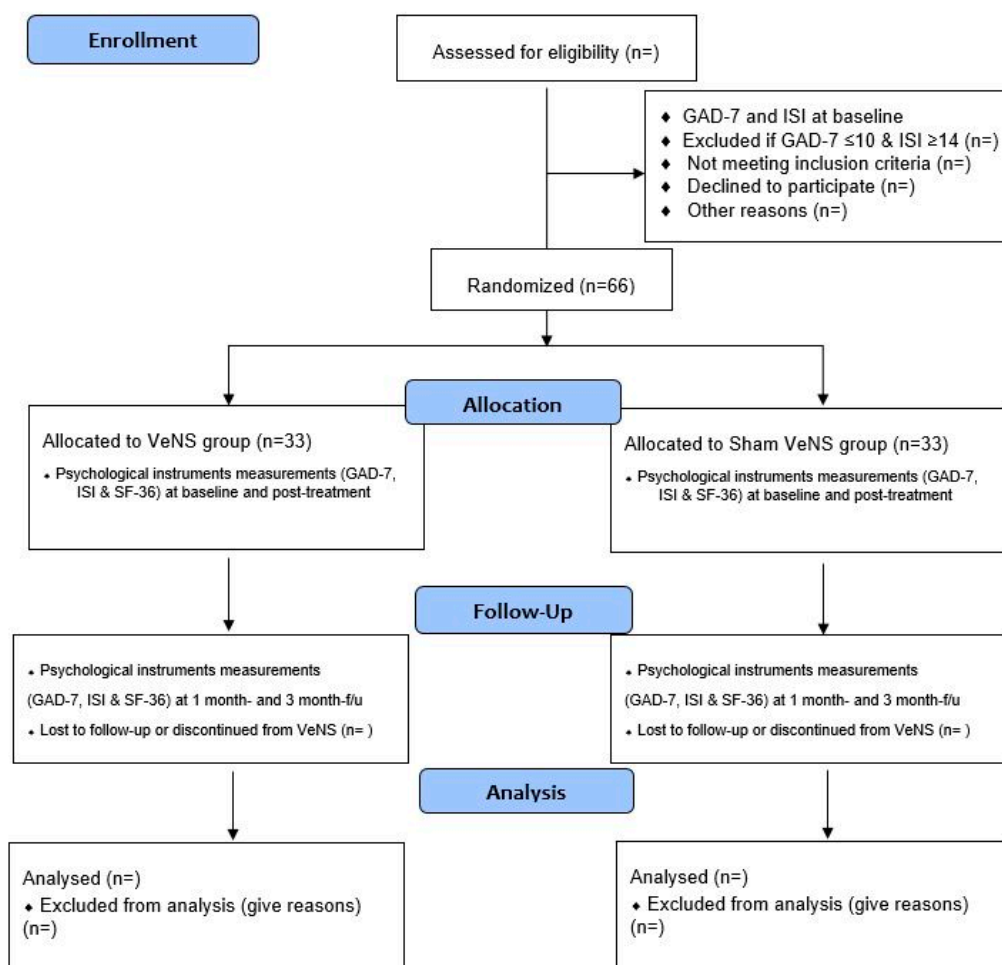 Enrollment
Assessed for eligibility (n=)
♦ GAD-7 and ISI at baseline
♦ Excluded if GAD-7 ≤10 & ISI ≥14 (n=)
♦ Not meeting inclusion criteria (n=)
♦ Declined to participate (n=)
♦ Other reasons (n=)
Randomized (n=66)
Allocation
Allocated to VeNS group (n=33)
♦ Psychological instruments measurements (GAD-7,
ISI & SF-36) at baseline and post-treatment
Allocated to Sham VeNS group (n=33)
♦ Psychological instruments measurements (GAD-7,
ISI & SF-36) at baseline and post-treatment
Follow-Up
♦ Psychological instruments measurements
(GAD-7, ISI & SF-36) at 1 month- and 3 month-f/u
♦ Lost to follow-up or discontinued from VeNS (n= )
♦ Psychological instruments measurements
(GAD-7, ISI & SF-36) at 1 month- and 3 month-f/u
♦ Lost to follow-up or discontinued from VeNS (n= )
Analysis
Analysed (n=)
♦ Excluded from analysis (give reasons)
(n=)
Analysed (n=)
♦ Excluded from analysis (give reasons)
(n=)